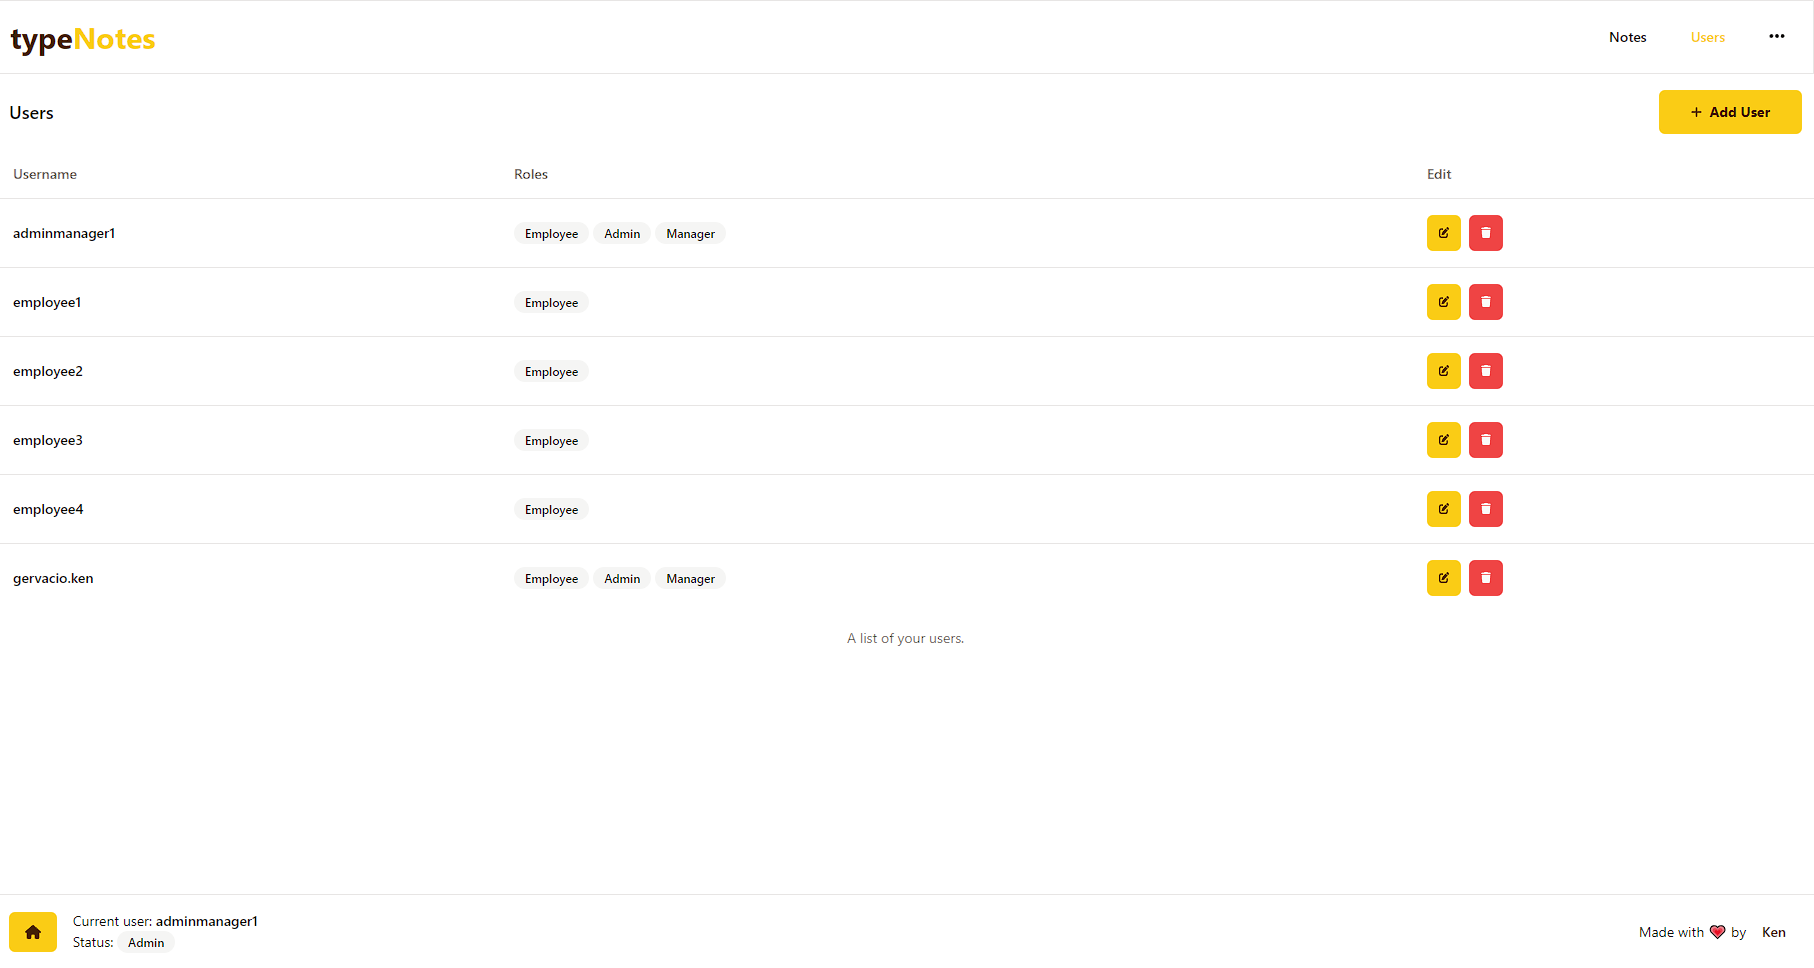 typeNotes
Notes Users
Users
+ Add User
Username Roles Edit
adminmanager1 Employee Admin Manager
employee1 Employee
employee2 Employee
employee3 Employee
employee4 Employee
gervacio.ken Employee Admin Manager
A list of your users.
Current user: adminmanager1
Status: Admin
Made with ❤️ by Ken